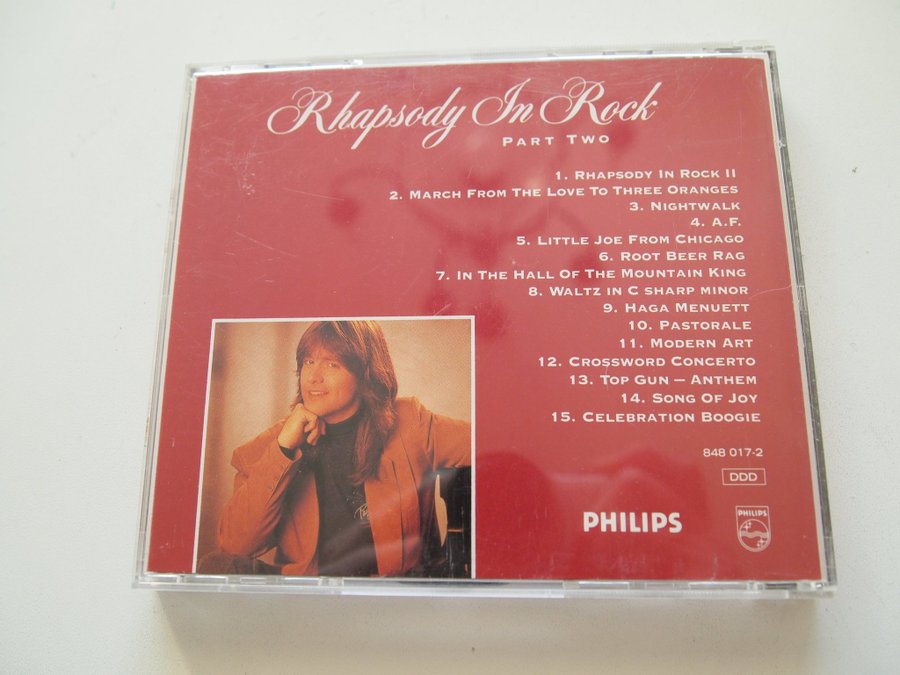 Rhapsody In Rock
PART TWO
1. RHAPSODY IN ROCK II
2. MARCH FROM THE LOVE TO THREE ORANGES
3. NIGHTWALK
4. A.F.
5. LITTLE JOE FROM CHICAGO
6. ROOT BEER RAG
7. IN THE HALL OF THE MOUNTAIN KING
8. WALTZ IN C SHARP MINOR
9. HAGA MENUETT
10. PASTORALE
11. MODERN ART
12. CROSSWORD CONCERTO
13. TOP GUN – ANTHEM
14. SONG OF JOY
15. CELEBRATION BOOGIE
848 017-2
DDD
PHILIPS
PHILIPS